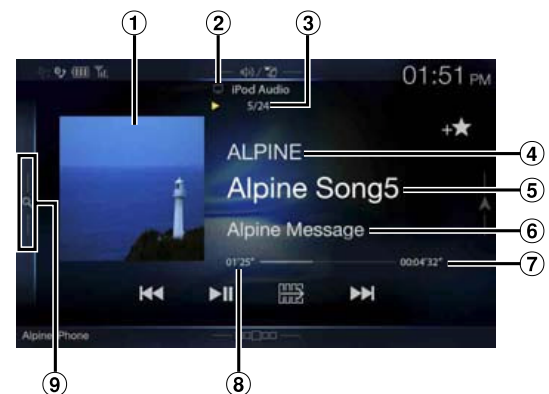 1
2
3
01:51 PM
iPod Audio
5/24
+★
ALPINE
4
Alpine Song5
5
Alpine Message
6
01'25"
00:04'32"
7
Alpine Phone
9
8